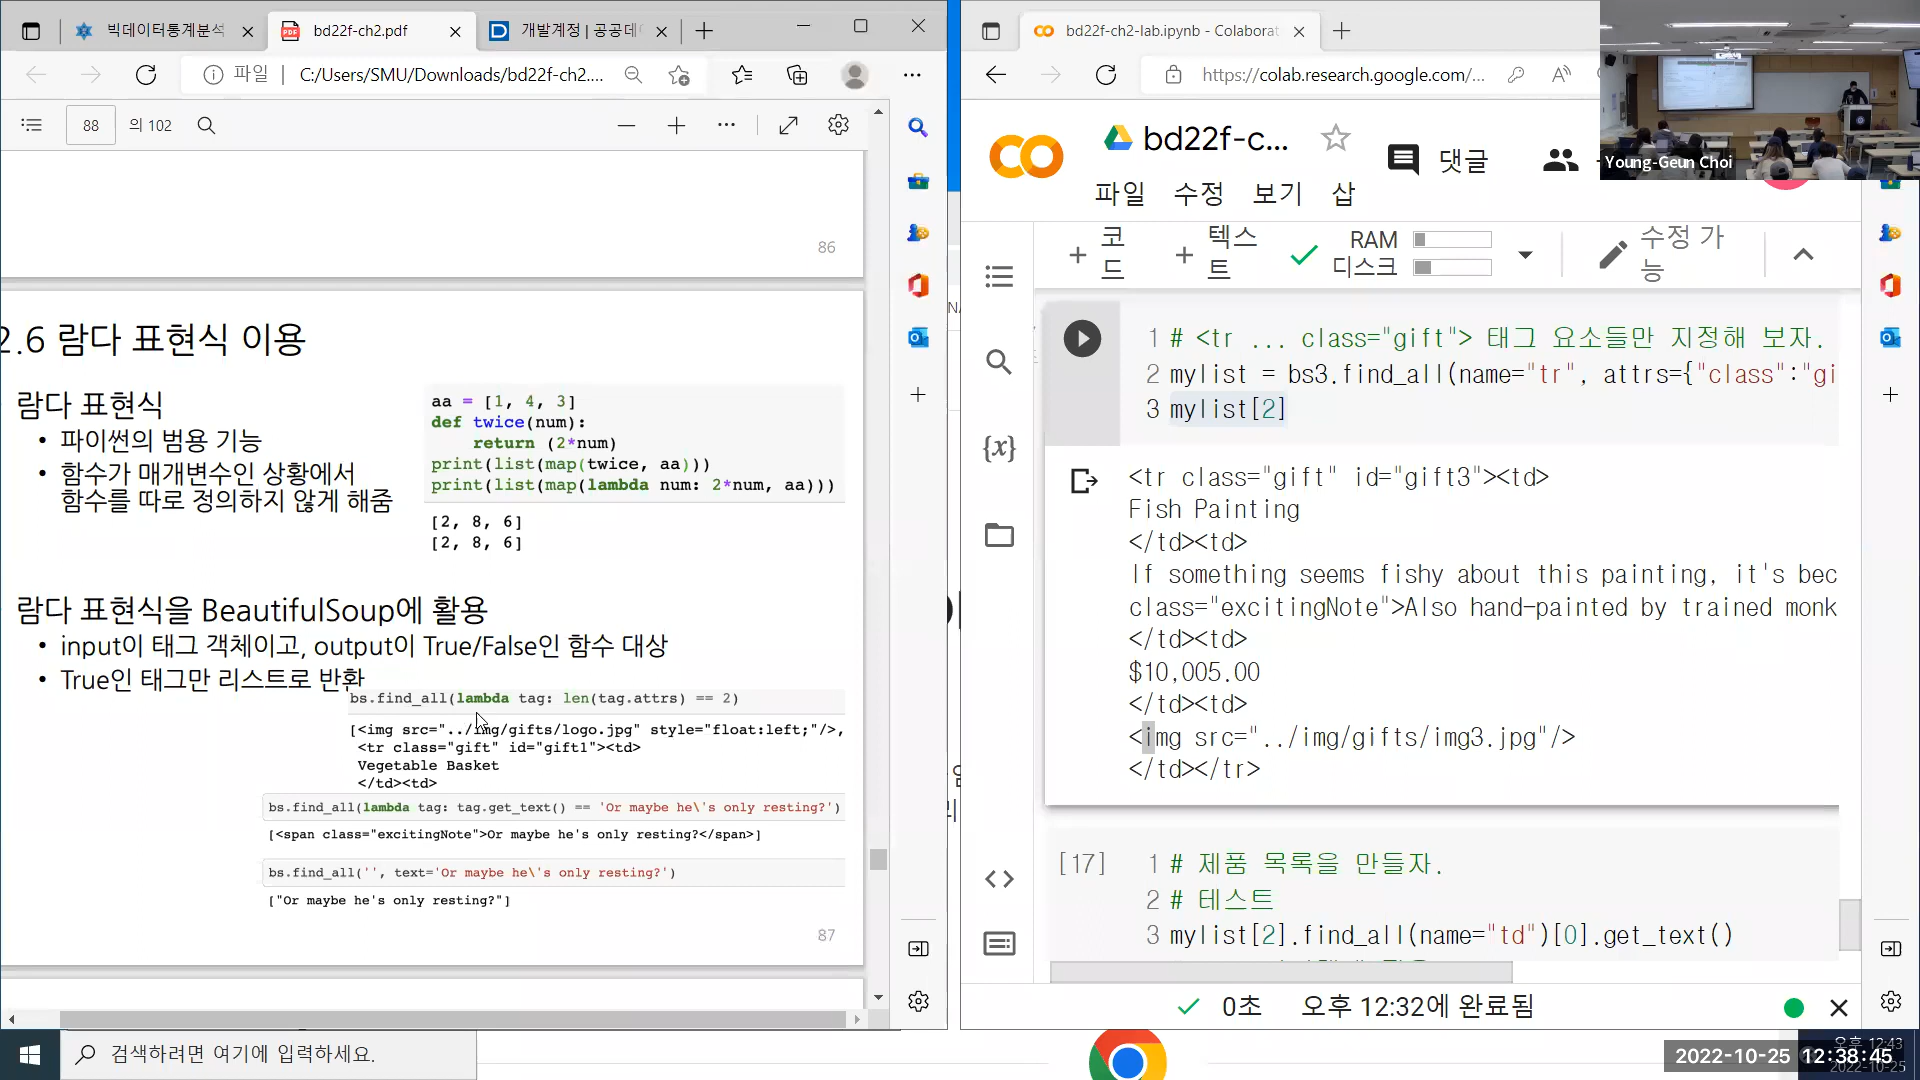 빅데이터통계분석
bd22f-ch2.pdf
개발계정 | 공공데
파일
C:/Users/SMU/Downloads/bd22f-ch2....
88
의 102
86
2.6 람다 표현식 이용
람다 표현식
• 파이썬의 범용 기능
• 함수가 매개변수인 상황에서
함수를 따로 정의하지 않게 해줌
aa = [1, 4, 3]
def twice(num):
return (2*num)
print(list(map(twice, aa)))
print(list(map(lambda num: 2*num, aa)))
[2, 8, 6]
[2, 8, 6]
람다 표현식을 BeautifulSoup에 활용
• input이 태그 객체이고, output이 True/False인 함수 대상
• True인 태그만 리스트로 반환
bs.find_all(lambda tag: len(tag.attrs) == 2)
[<img src="../img/gifts/logo.jpg" style="float:left;"/>,
<tr class="gift" id="gift1"><td>
Vegetable Basket
</td><td>
bs.find_all(lambda tag: tag.get_text() == 'Or maybe he\'s only resting?')
[<span class="excitingNote">Or maybe he's only resting?</span>]
bs.find_all('', text='Or maybe he\'s only resting?')
["Or maybe he's only resting?"]
87
검색하려면 여기에 입력하세요.
bd22f-ch2-lab.ipynb - Colaborat
https://colab.research.google.com/...
Young-Geun Choi
bd22f-c...
댓글
파일 수정 보기 삽
+ 코드
+ 텍스트
RAM
디스크
수정 가능
1 # <tr ... class="gift"> 태그 요소들만 지정해 보자.
2 mylist = bs3.find_all(name="tr", attrs={"class":"gi
3 mylist[2]
<tr class="gift" id="gift3"><td>
Fish Painting
</td><td>
If something seems fishy about this painting, it's bec
class="excitingNote">Also hand-painted by trained monk
</td><td>
$10,005.00
</td><td>
<img src="../img/gifts/img3.jpg"/>
</td></tr>
[17]
1 # 제품 목록을 만들자.
2 # 테스트
3 mylist[2].find_all(name="td")[0].get_text()
0초 오후 12:32에 완료됨
오후 12:43
2022-10-25 12:38:45
2022-10-25